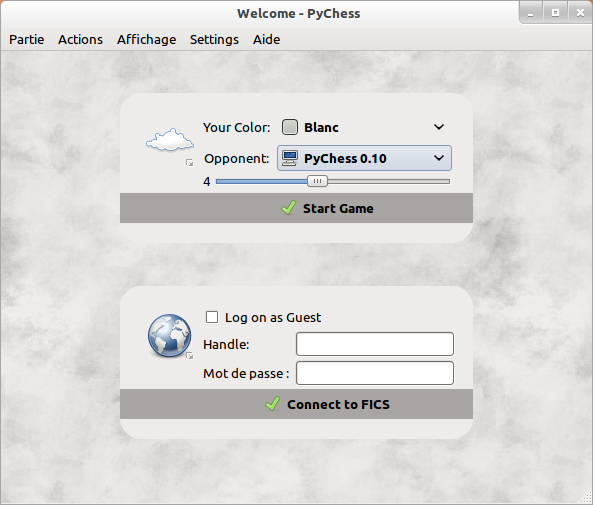 Welcome - PyChess
Partie Actions Affichage Settings Aide
Your Color: Blanc
Opponent: PyChess 0.10
4
Start Game
Log on as Guest
Handle:
Mot de passe :
Connect to FICS